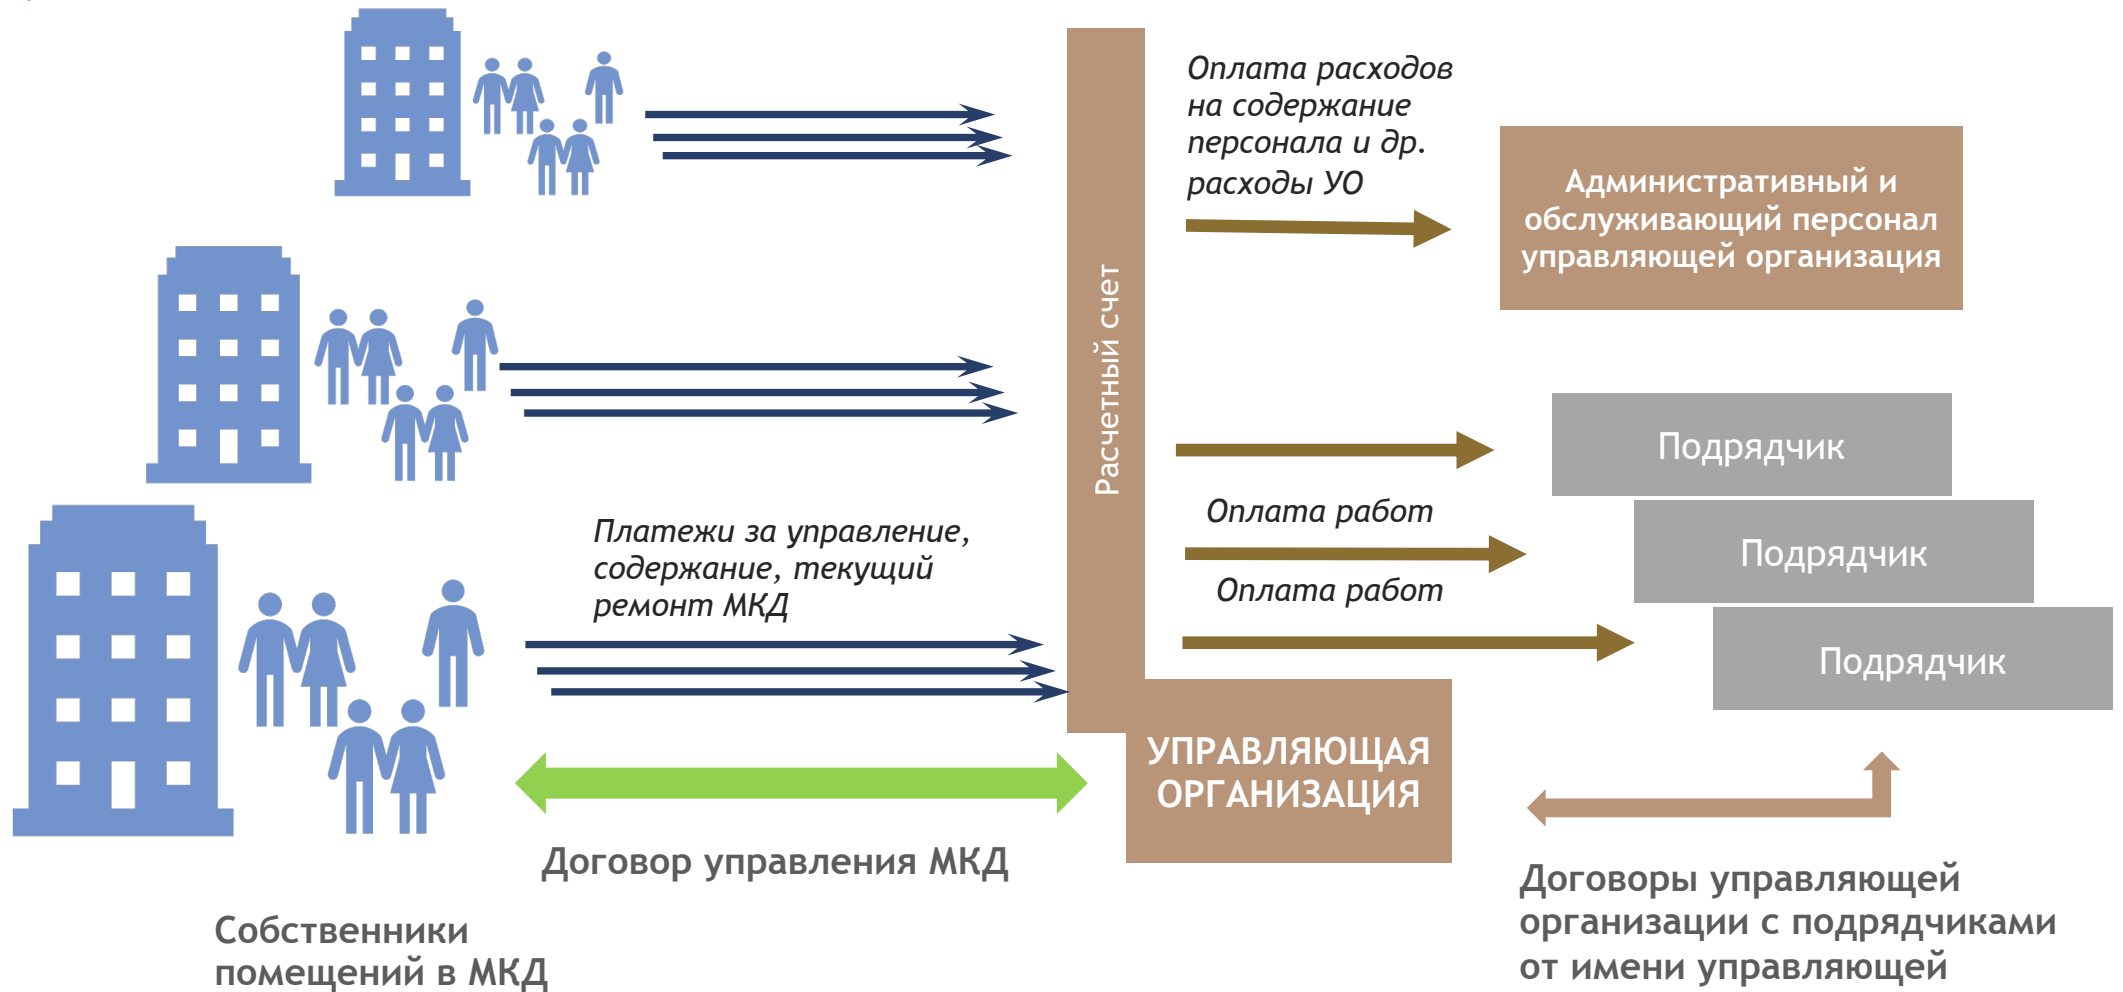 Оплата расходов
на содержание
персонала и др.
расходы УО
Административный и
обслуживающий персонал
управляющей организация
Расчетный счет
Подрядчик
Оплата работ
Подрядчик
Оплата работ
Подрядчик
Платежи за управление,
содержание, текущий
ремонт МКД
УПРАВЛЯЮЩАЯ
ОРГАНИЗАЦИЯ
Договор управления МКД
Собственники
помещений в МКД
Договоры управляющей
организации с подрядчиками
от имени управляющей